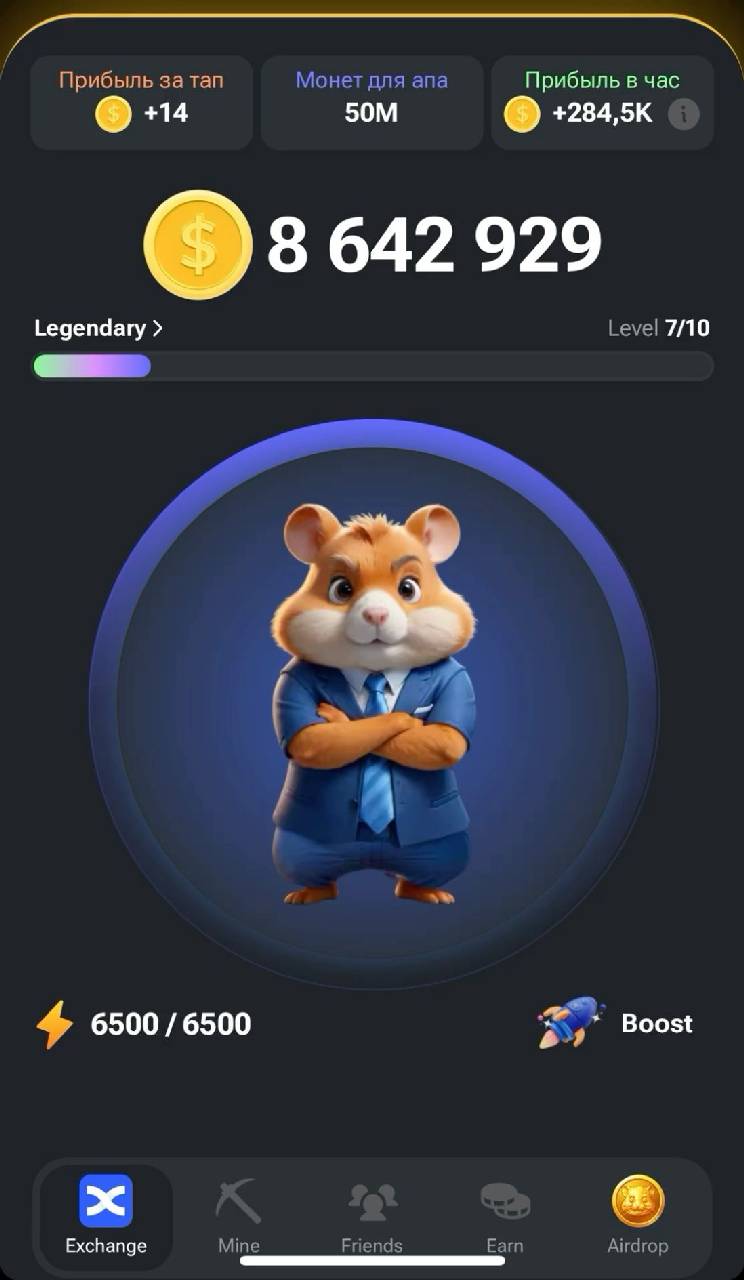 Прибыль за тап
+14
Монет для апа
50M
Прибыль в час
+284,5K
8 642 929
Legendary >
Level 7/10
6500 / 6500
Boost
Exchange
Mine
Friends
Earn
Airdrop